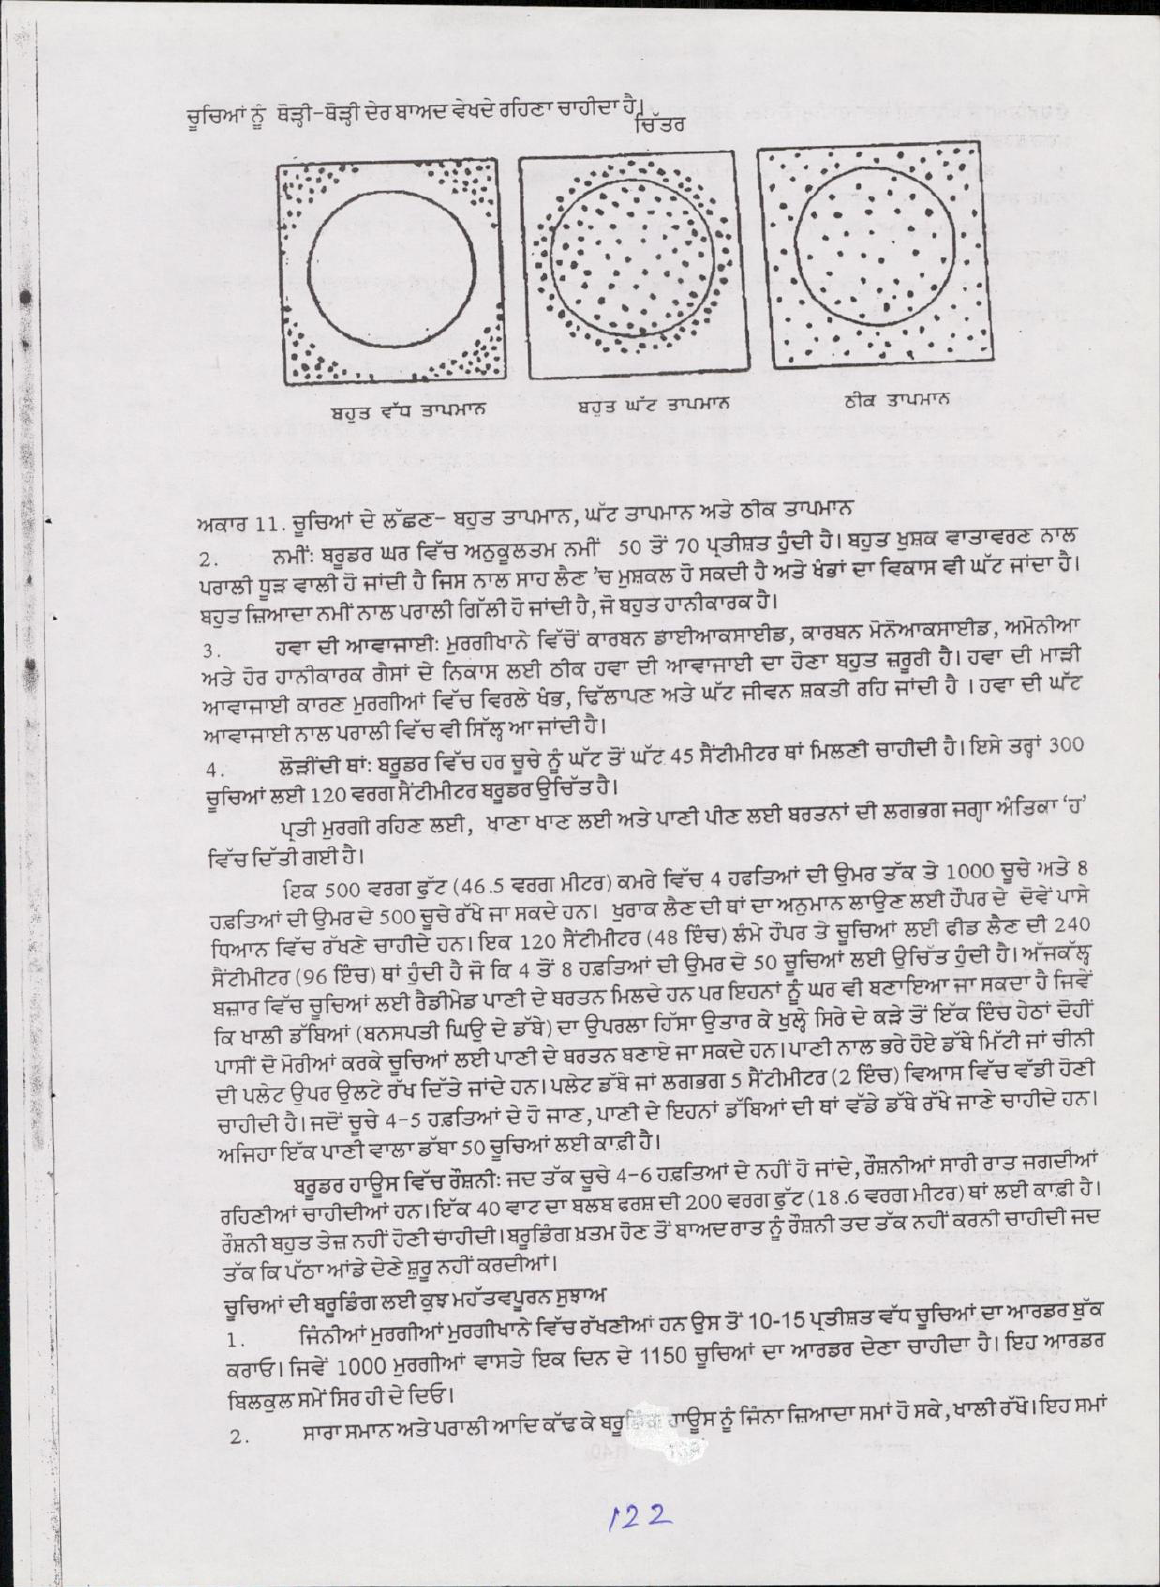 ਚੂਚਿਆਂ ਨੂੰ ਥੋੜ੍ਹੀ-ਥੋੜ੍ਹੀ ਦੇਰ ਬਾਅਦ ਵੇਖਦੇ ਰਹਿਣਾ ਚਾਹੀਦਾ ਹੈ।
ਚਿੱਤਰ
ਬਹੁਤ ਵੱਧ ਤਾਪਮਾਨ
ਬਹੁਤ ਘੱਟ ਤਾਪਮਾਨ
ਠੀਕ ਤਾਪਮਾਨ
ਅਕਾਰ 11. ਚੂਚਿਆਂ ਦੇ ਲੱਛਣ- ਬਹੁਤ ਤਾਪਮਾਨ, ਘੱਟ ਤਾਪਮਾਨ ਅਤੇ ਠੀਕ ਤਾਪਮਾਨ
2. ਨਮੀਂ: ਬਰੂਡਰ ਘਰ ਵਿੱਚ ਅਨੁਕੂਲਤਮ ਨਮੀਂ 50 ਤੋਂ 70 ਪ੍ਰਤੀਸ਼ਤ ਹੁੰਦੀ ਹੈ। ਬਹੁਤ ਖੁਸ਼ਕ ਵਾਤਾਵਰਣ ਨਾਲ
ਪਰਾਲੀ ਧੂੜ ਵਾਲੀ ਹੋ ਜਾਂਦੀ ਹੈ ਜਿਸ ਨਾਲ ਸਾਹ ਲੈਣ 'ਚ ਮੁਸ਼ਕਲ ਹੋ ਸਕਦੀ ਹੈ ਅਤੇ ਖੰਭਾਂ ਦਾ ਵਿਕਾਸ ਵੀ ਘੱਟ ਜਾਂਦਾ ਹੈ।
ਬਹੁਤ ਜ਼ਿਆਦਾ ਨਮੀਂ ਨਾਲ ਪਰਾਲੀ ਗਿੱਲੀ ਹੋ ਜਾਂਦੀ ਹੈ, ਜੋ ਬਹੁਤ ਹਾਨੀਕਾਰਕ ਹੈ।
3. ਹਵਾ ਦੀ ਆਵਾਜਾਈ: ਮੁਰਗੀਖਾਨੇ ਵਿੱਚੋਂ ਕਾਰਬਨ ਡਾਈਆਕਸਾਈਡ, ਕਾਰਬਨ ਮੋਨੋਆਕਸਾਈਡ, ਅਮੋਨੀਆ
ਅਤੇ ਹੋਰ ਹਾਨੀਕਾਰਕ ਗੈਸਾਂ ਦੇ ਨਿਕਾਸ ਲਈ ਠੀਕ ਹਵਾ ਦੀ ਆਵਾਜਾਈ ਦਾ ਹੋਣਾ ਬਹੁਤ ਜ਼ਰੂਰੀ ਹੈ। ਹਵਾ ਦੀ ਮਾੜੀ
ਆਵਾਜਾਈ ਕਾਰਣ ਮੁਰਗੀਆਂ ਵਿੱਚ ਵਿਰਲੇ ਖੰਭ, ਢਿੱਲਾਪਣ ਅਤੇ ਘੱਟ ਜੀਵਨ ਸ਼ਕਤੀ ਰਹਿ ਜਾਂਦੀ ਹੈ । ਹਵਾ ਦੀ ਘੱਟ
ਆਵਾਜਾਈ ਨਾਲ ਪਰਾਲੀ ਵਿੱਚ ਵੀ ਸਿੱਲ੍ਹ ਆ ਜਾਂਦੀ ਹੈ।
4. ਲੋੜੀਂਦੀ ਥਾਂ: ਬਰੂਡਰ ਵਿੱਚ ਹਰ ਚੂਚੇ ਨੂੰ ਘੱਟ ਤੋਂ ਘੱਟ 45 ਸੈਂਟੀਮੀਟਰ ਥਾਂ ਮਿਲਣੀ ਚਾਹੀਦੀ ਹੈ। ਇਸੇ ਤਰ੍ਹਾਂ 300
ਚੂਚਿਆਂ ਲਈ 120 ਵਰਗ ਸੈਂਟੀਮੀਟਰ ਬਰੂਡਰ ਉਚਿੱਤ ਹੈ।
ਪ੍ਰਤੀ ਮੁਰਗੀ ਰਹਿਣ ਲਈ, ਖਾਣਾ ਖਾਣ ਲਈ ਅਤੇ ਪਾਣੀ ਪੀਣ ਲਈ ਬਰਤਨਾਂ ਦੀ ਲਗਭਗ ਜਗ੍ਹਾ ਅੰਤਿਕਾ 'ਹ'
ਵਿੱਚ ਦਿੱਤੀ ਗਈ ਹੈ।
ਇਕ 500 ਵਰਗ ਫੁੱਟ (46.5 ਵਰਗ ਮੀਟਰ) ਕਮਰੇ ਵਿੱਚ 4 ਹਫਤਿਆਂ ਦੀ ਉਮਰ ਤੱਕ ਤੇ 1000 ਚੂਚੇ ਅਤੇ 8
ਹਫ਼ਤਿਆਂ ਦੀ ਉਮਰ ਦੇ 500 ਚੂਚੇ ਰੱਖੇ ਜਾ ਸਕਦੇ ਹਨ। ਖੁਰਾਕ ਲੈਣ ਦੀ ਥਾਂ ਦਾ ਅਨੁਮਾਨ ਲਾਉਣ ਲਈ ਹੌਪਰ ਦੇ ਦੋਵੇਂ ਪਾਸੇ
ਧਿਆਨ ਵਿੱਚ ਰੱਖਣੇ ਚਾਹੀਦੇ ਹਨ। ਇਕ 120 ਸੈਂਟੀਮੀਟਰ (48 ਇੰਚ) ਲੰਮੇ ਹੌਪਰ ਤੇ ਚੂਚਿਆਂ ਲਈ ਫੀਡ ਲੈਣ ਦੀ 240
ਸੈਂਟੀਮੀਟਰ (96 ਇੰਚ) ਥਾਂ ਹੁੰਦੀ ਹੈ ਜੋ ਕਿ 4 ਤੋਂ 8 ਹਫ਼ਤਿਆਂ ਦੀ ਉਮਰ ਦੇ 50 ਚੂਚਿਆਂ ਲਈ ਉਚਿੱਤ ਹੁੰਦੀ ਹੈ। ਅੱਜਕੱਲ੍ਹ
ਬਜ਼ਾਰ ਵਿੱਚ ਚੂਚਿਆਂ ਲਈ ਰੈਡੀਮੇਡ ਪਾਣੀ ਦੇ ਬਰਤਨ ਮਿਲਦੇ ਹਨ ਪਰ ਇਹਨਾਂ ਨੂੰ ਘਰ ਵੀ ਬਣਾਇਆ ਜਾ ਸਕਦਾ ਹੈ ਜਿਵੇਂ
ਕਿ ਖਾਲੀ ਡੱਬਿਆਂ (ਬਨਸਪਤੀ ਘਿਉ ਦੇ ਡੱਬੇ) ਦਾ ਉਪਰਲਾ ਹਿੱਸਾ ਉਤਾਰ ਕੇ ਖੁਲ੍ਹੇ ਸਿਰੇ ਦੇ ਕੜੇ ਤੋਂ ਇੱਕ ਇੰਚ ਹੇਠਾਂ ਦੋਹੀਂ
ਪਾਸੀਂ ਦੋ ਮੋਰੀਆਂ ਕਰਕੇ ਚੂਚਿਆਂ ਲਈ ਪਾਣੀ ਦੇ ਬਰਤਨ ਬਣਾਏ ਜਾ ਸਕਦੇ ਹਨ। ਪਾਣੀ ਨਾਲ ਭਰੇ ਹੋਏ ਡੱਬੇ ਮਿੱਟੀ ਜਾਂ ਚੀਨੀ
ਦੀ ਪਲੇਟ ਉਪਰ ਉਲਟੇ ਰੱਖ ਦਿੱਤੇ ਜਾਂਦੇ ਹਨ। ਪਲੇਟ ਡੱਬੇ ਜਾਂ ਲਗਭਗ 5 ਸੈਂਟੀਮੀਟਰ (2 ਇੰਚ) ਵਿਆਸ ਵਿੱਚ ਵੱਡੀ ਹੋਣੀ
ਚਾਹੀਦੀ ਹੈ। ਜਦੋਂ ਚੂਚੇ 4-5 ਹਫ਼ਤਿਆਂ ਦੇ ਹੋ ਜਾਣ, ਪਾਣੀ ਦੇ ਇਹਨਾਂ ਡੱਬਿਆਂ ਦੀ ਥਾਂ ਵੱਡੇ ਡੱਬੇ ਰੱਖੇ ਜਾਣੇ ਚਾਹੀਦੇ ਹਨ।
ਅਜਿਹਾ ਇੱਕ ਪਾਣੀ ਵਾਲਾ ਡੱਬਾ 50 ਚੂਚਿਆਂ ਲਈ ਕਾਫ਼ੀ ਹੈ।
ਬਰੂਡਰ ਹਾਊਸ ਵਿੱਚ ਰੌਸ਼ਨੀ: ਜਦ ਤੱਕ ਚੂਚੇ 4-6 ਹਫ਼ਤਿਆਂ ਦੇ ਨਹੀਂ ਹੋ ਜਾਂਦੇ, ਰੌਸ਼ਨੀਆਂ ਸਾਰੀ ਰਾਤ ਜਗਦੀਆਂ
ਰਹਿਣੀਆਂ ਚਾਹੀਦੀਆਂ ਹਨ। ਇੱਕ 40 ਵਾਟ ਦਾ ਬਲਬ ਫਰਸ਼ ਦੀ 200 ਵਰਗ ਫੁੱਟ (18.6 ਵਰਗ ਮੀਟਰ) ਥਾਂ ਲਈ ਕਾਫ਼ੀ ਹੈ।
ਰੌਸ਼ਨੀ ਬਹੁਤ ਤੇਜ਼ ਨਹੀਂ ਹੋਣੀ ਚਾਹੀਦੀ। ਬਰੂਡਿੰਗ ਖ਼ਤਮ ਹੋਣ ਤੋਂ ਬਾਅਦ ਰਾਤ ਨੂੰ ਰੌਸ਼ਨੀ ਤਦ ਤੱਕ ਨਹੀਂ ਕਰਨੀ ਚਾਹੀਦੀ ਜਦ
ਤੱਕ ਕਿ ਪੱਠਾ ਆਂਡੇ ਦੇਣੇ ਸ਼ੁਰੂ ਨਹੀਂ ਕਰਦੀਆਂ।
ਚੂਚਿਆਂ ਦੀ ਬਰੂਡਿੰਗ ਲਈ ਕੁਝ ਮਹੱਤਵਪੂਰਨ ਸੁਝਾਅ
1. ਜਿੰਨੀਆਂ ਮੁਰਗੀਆਂ ਮੁਰਗੀਖਾਨੇ ਵਿੱਚ ਰੱਖਣੀਆਂ ਹਨ ਉਸ ਤੋਂ 10-15 ਪ੍ਰਤੀਸ਼ਤ ਵੱਧ ਚੂਚਿਆਂ ਦਾ ਆਰਡਰ ਬੁੱਕ
ਕਰਾਓ। ਜਿਵੇਂ 1000 ਮੁਰਗੀਆਂ ਵਾਸਤੇ ਇਕ ਦਿਨ ਦੇ 1150 ਚੂਚਿਆਂ ਦਾ ਆਰਡਰ ਦੇਣਾ ਚਾਹੀਦਾ ਹੈ। ਇਹ ਆਰਡਰ
ਬਿਲਕੁਲ ਸਮੇਂ ਸਿਰ ਹੀ ਦੇ ਦਿਓ।
2. ਸਾਰਾ ਸਮਾਨ ਅਤੇ ਪਰਾਲੀ ਆਦਿ ਕੱਢ ਕੇ ਬਰੂਡਿੰਗ ਹਾਊਸ ਨੂੰ ਜਿੰਨਾ ਜ਼ਿਆਦਾ ਸਮਾਂ ਹੋ ਸਕੇ, ਖਾਲੀ ਰੱਖੋ। ਇਹ ਸਮਾਂ
122